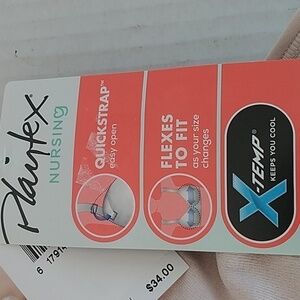 Playtex®
NURSING
QUICKSTRAP™
easy open
FLEXES
TO FIT
as your size
changes
X-TEMP®
KEEPS YOU COOL
$34.00